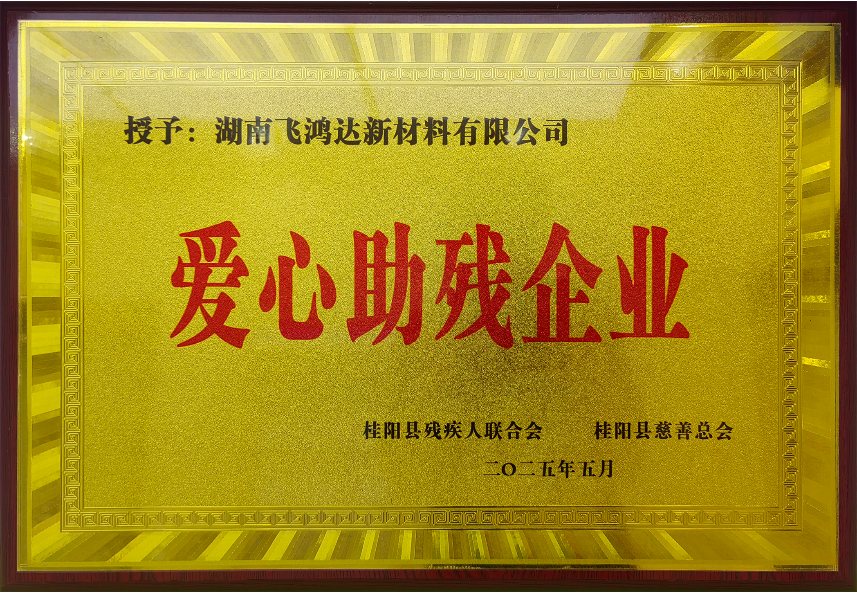 授予：湖南飞鸿达新材料有限公司
爱心助残企业
桂阳县残疾人联合会 桂阳县慈善总会
二〇二五年五月